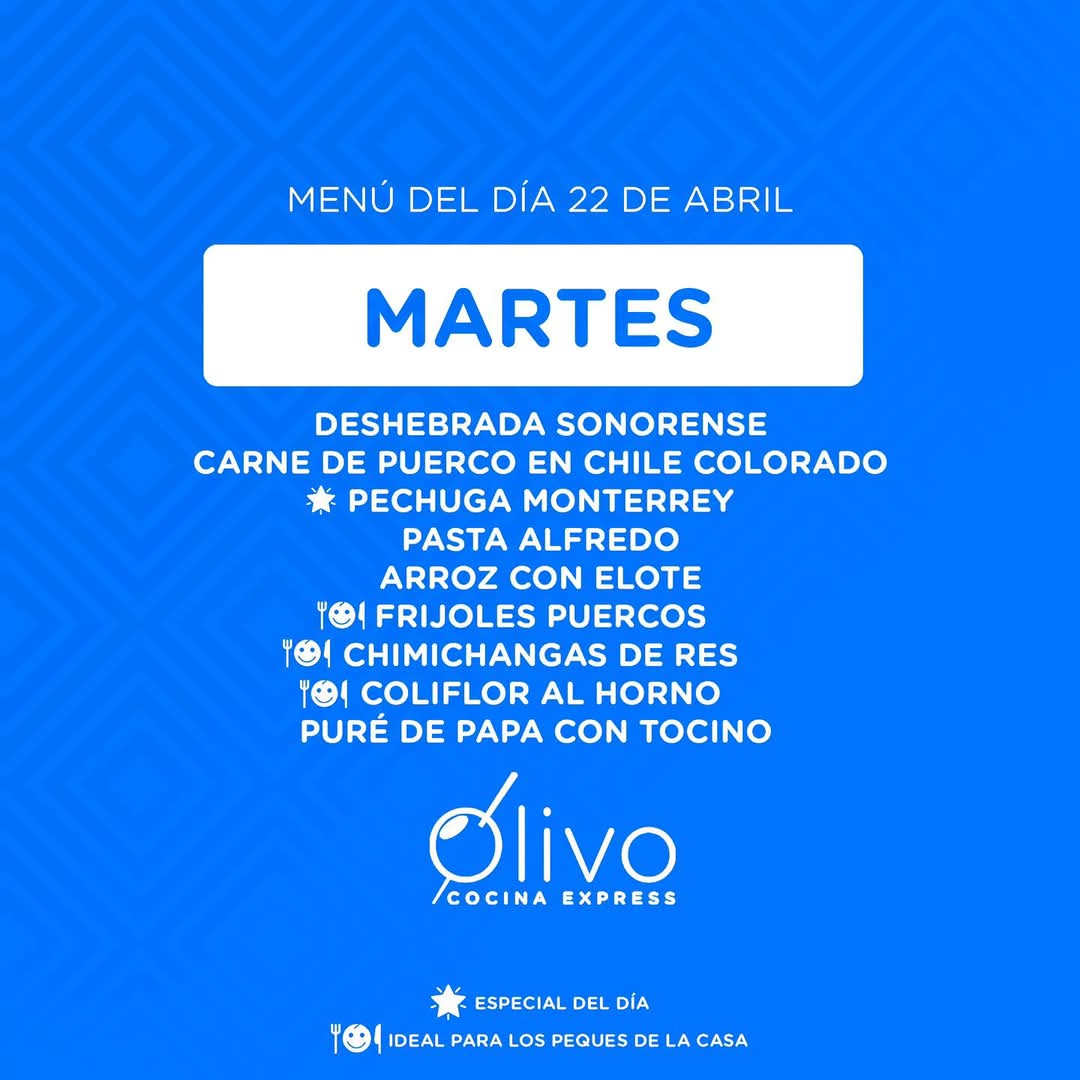 MENÚ DEL DÍA 22 DE ABRIL
MARTES
DESHEBRADA SONORENSE
CARNE DE PUERCO EN CHILE COLORADO
PECHUGA MONTERREY
PASTA ALFREDO
ARROZ CON ELOTE
FRIJOLES PUERCOS
CHIMICHANGAS DE RES
COLIFLOR AL HORNO
PURÉ DE PAPA CON TOCINO
Olivo
COCINA EXPRESS
ESPECIAL DEL DÍA
IDEAL PARA LOS PEQUES DE LA CASA